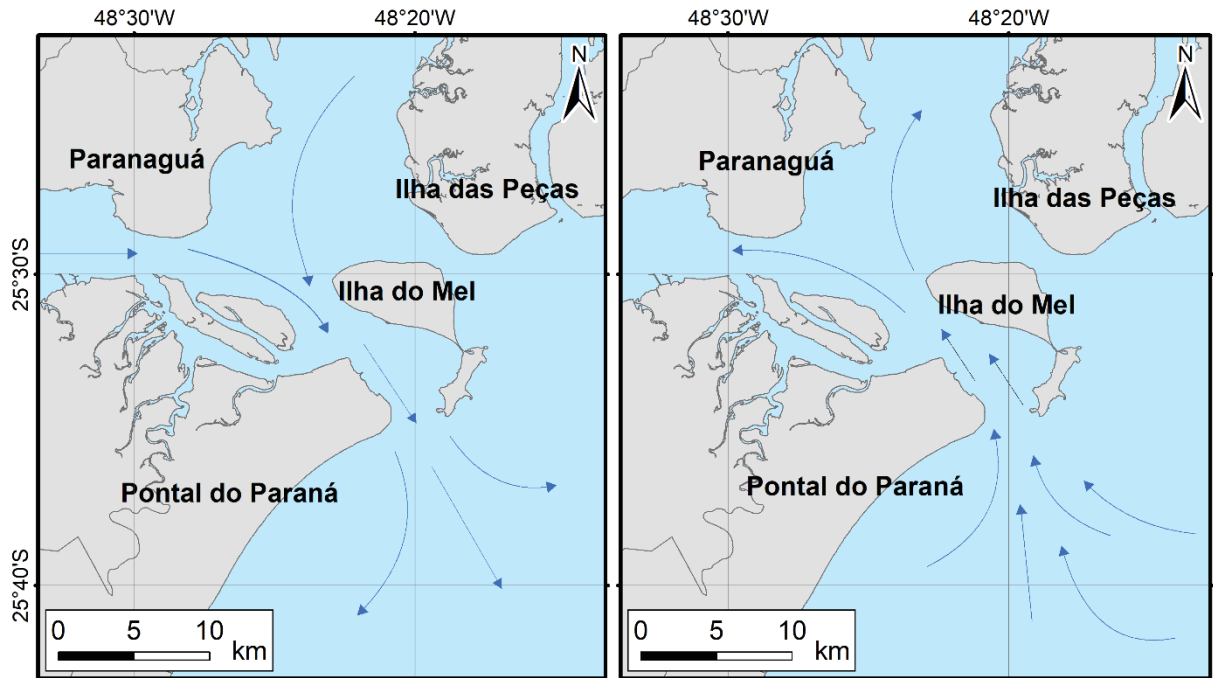 48°30'W 48°20'W
N
Paranaguá
Ilha das Peças
25°30'S
Ilha do Mel
Pontal do Paraná
25°40'S
0 5 10
km
48°30'W 48°20'W
N
Paranaguá
Ilha das Peças
Ilha do Mel
Pontal do Paraná
0 5 10
km